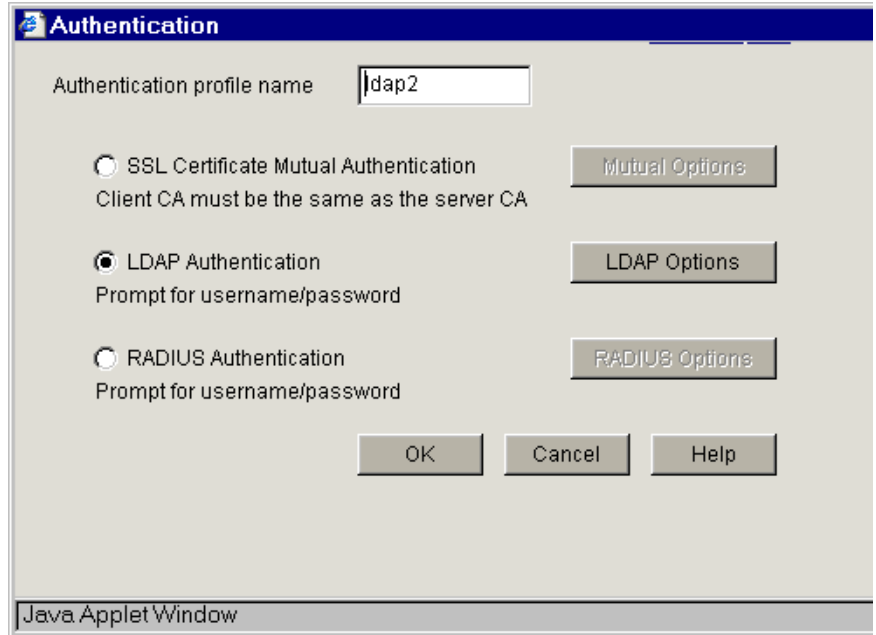 Authentication
Authentication profile name ldap2
SSL Certificate Mutual Authentication Mutual Options
Client CA must be the same as the server CA
LDAP Authentication LDAP Options
Prompt for username/password
RADIUS Authentication RADIUS Options
Prompt for username/password
OK Cancel Help
Java Applet Window